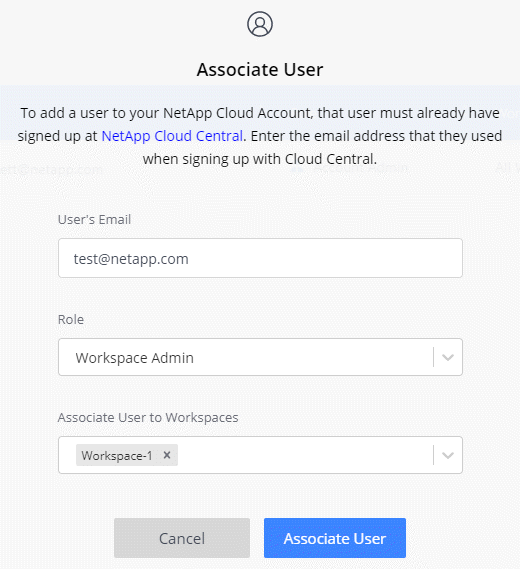 Associate User
To add a user to your NetApp Cloud Account, that user must already have
signed up at NetApp Cloud Central. Enter the email address that they used
when signing up with Cloud Central.
User's Email
test@netapp.com
Role
Workspace Admin
Associate User to Workspaces
Workspace-1 ×
Cancel
Associate User